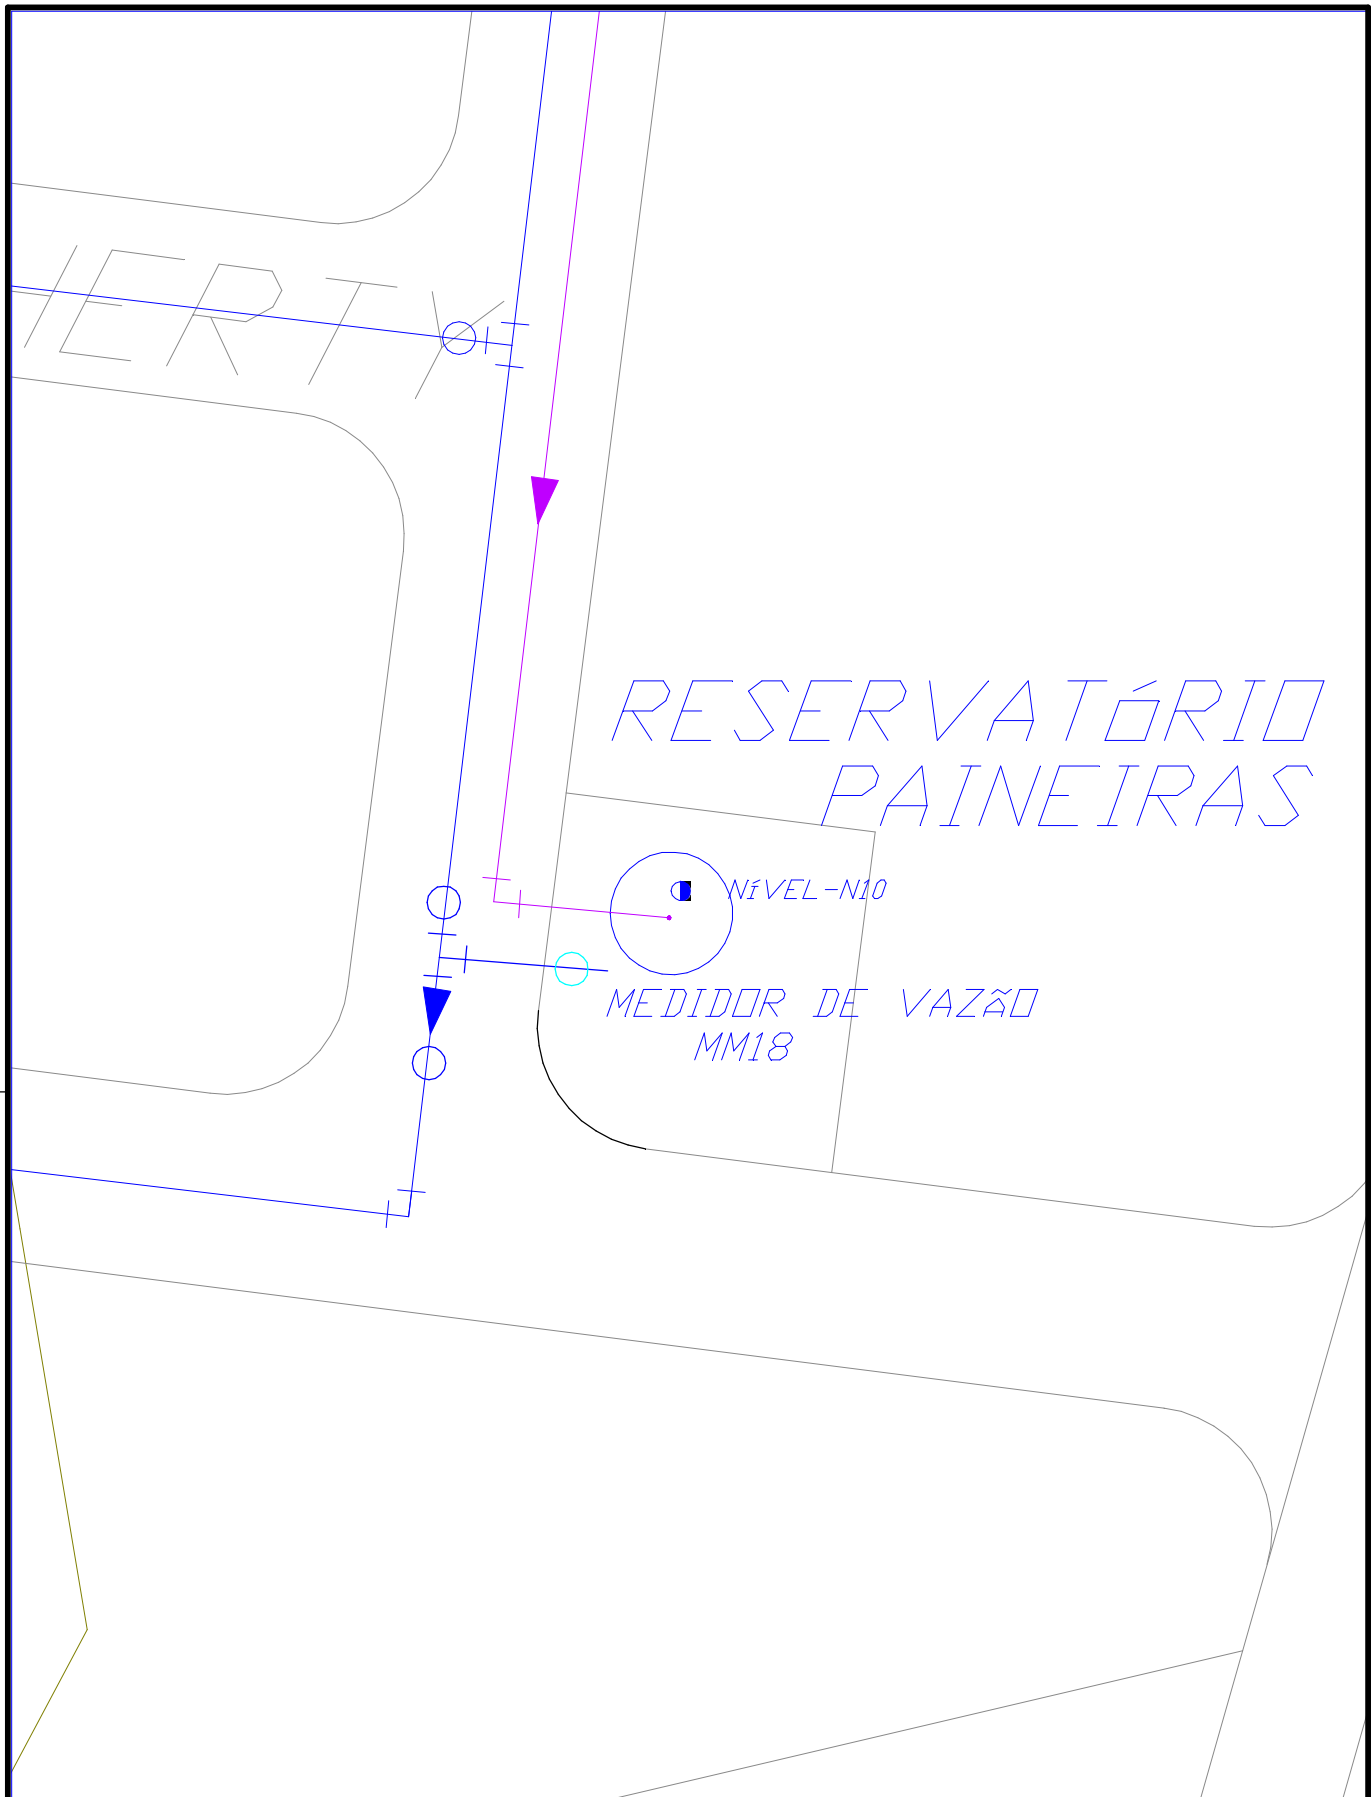 RESERVATÓRIO
PAINEIRAS
NÍVEL-N10
MEDIDOR DE VAZÃO
MM18